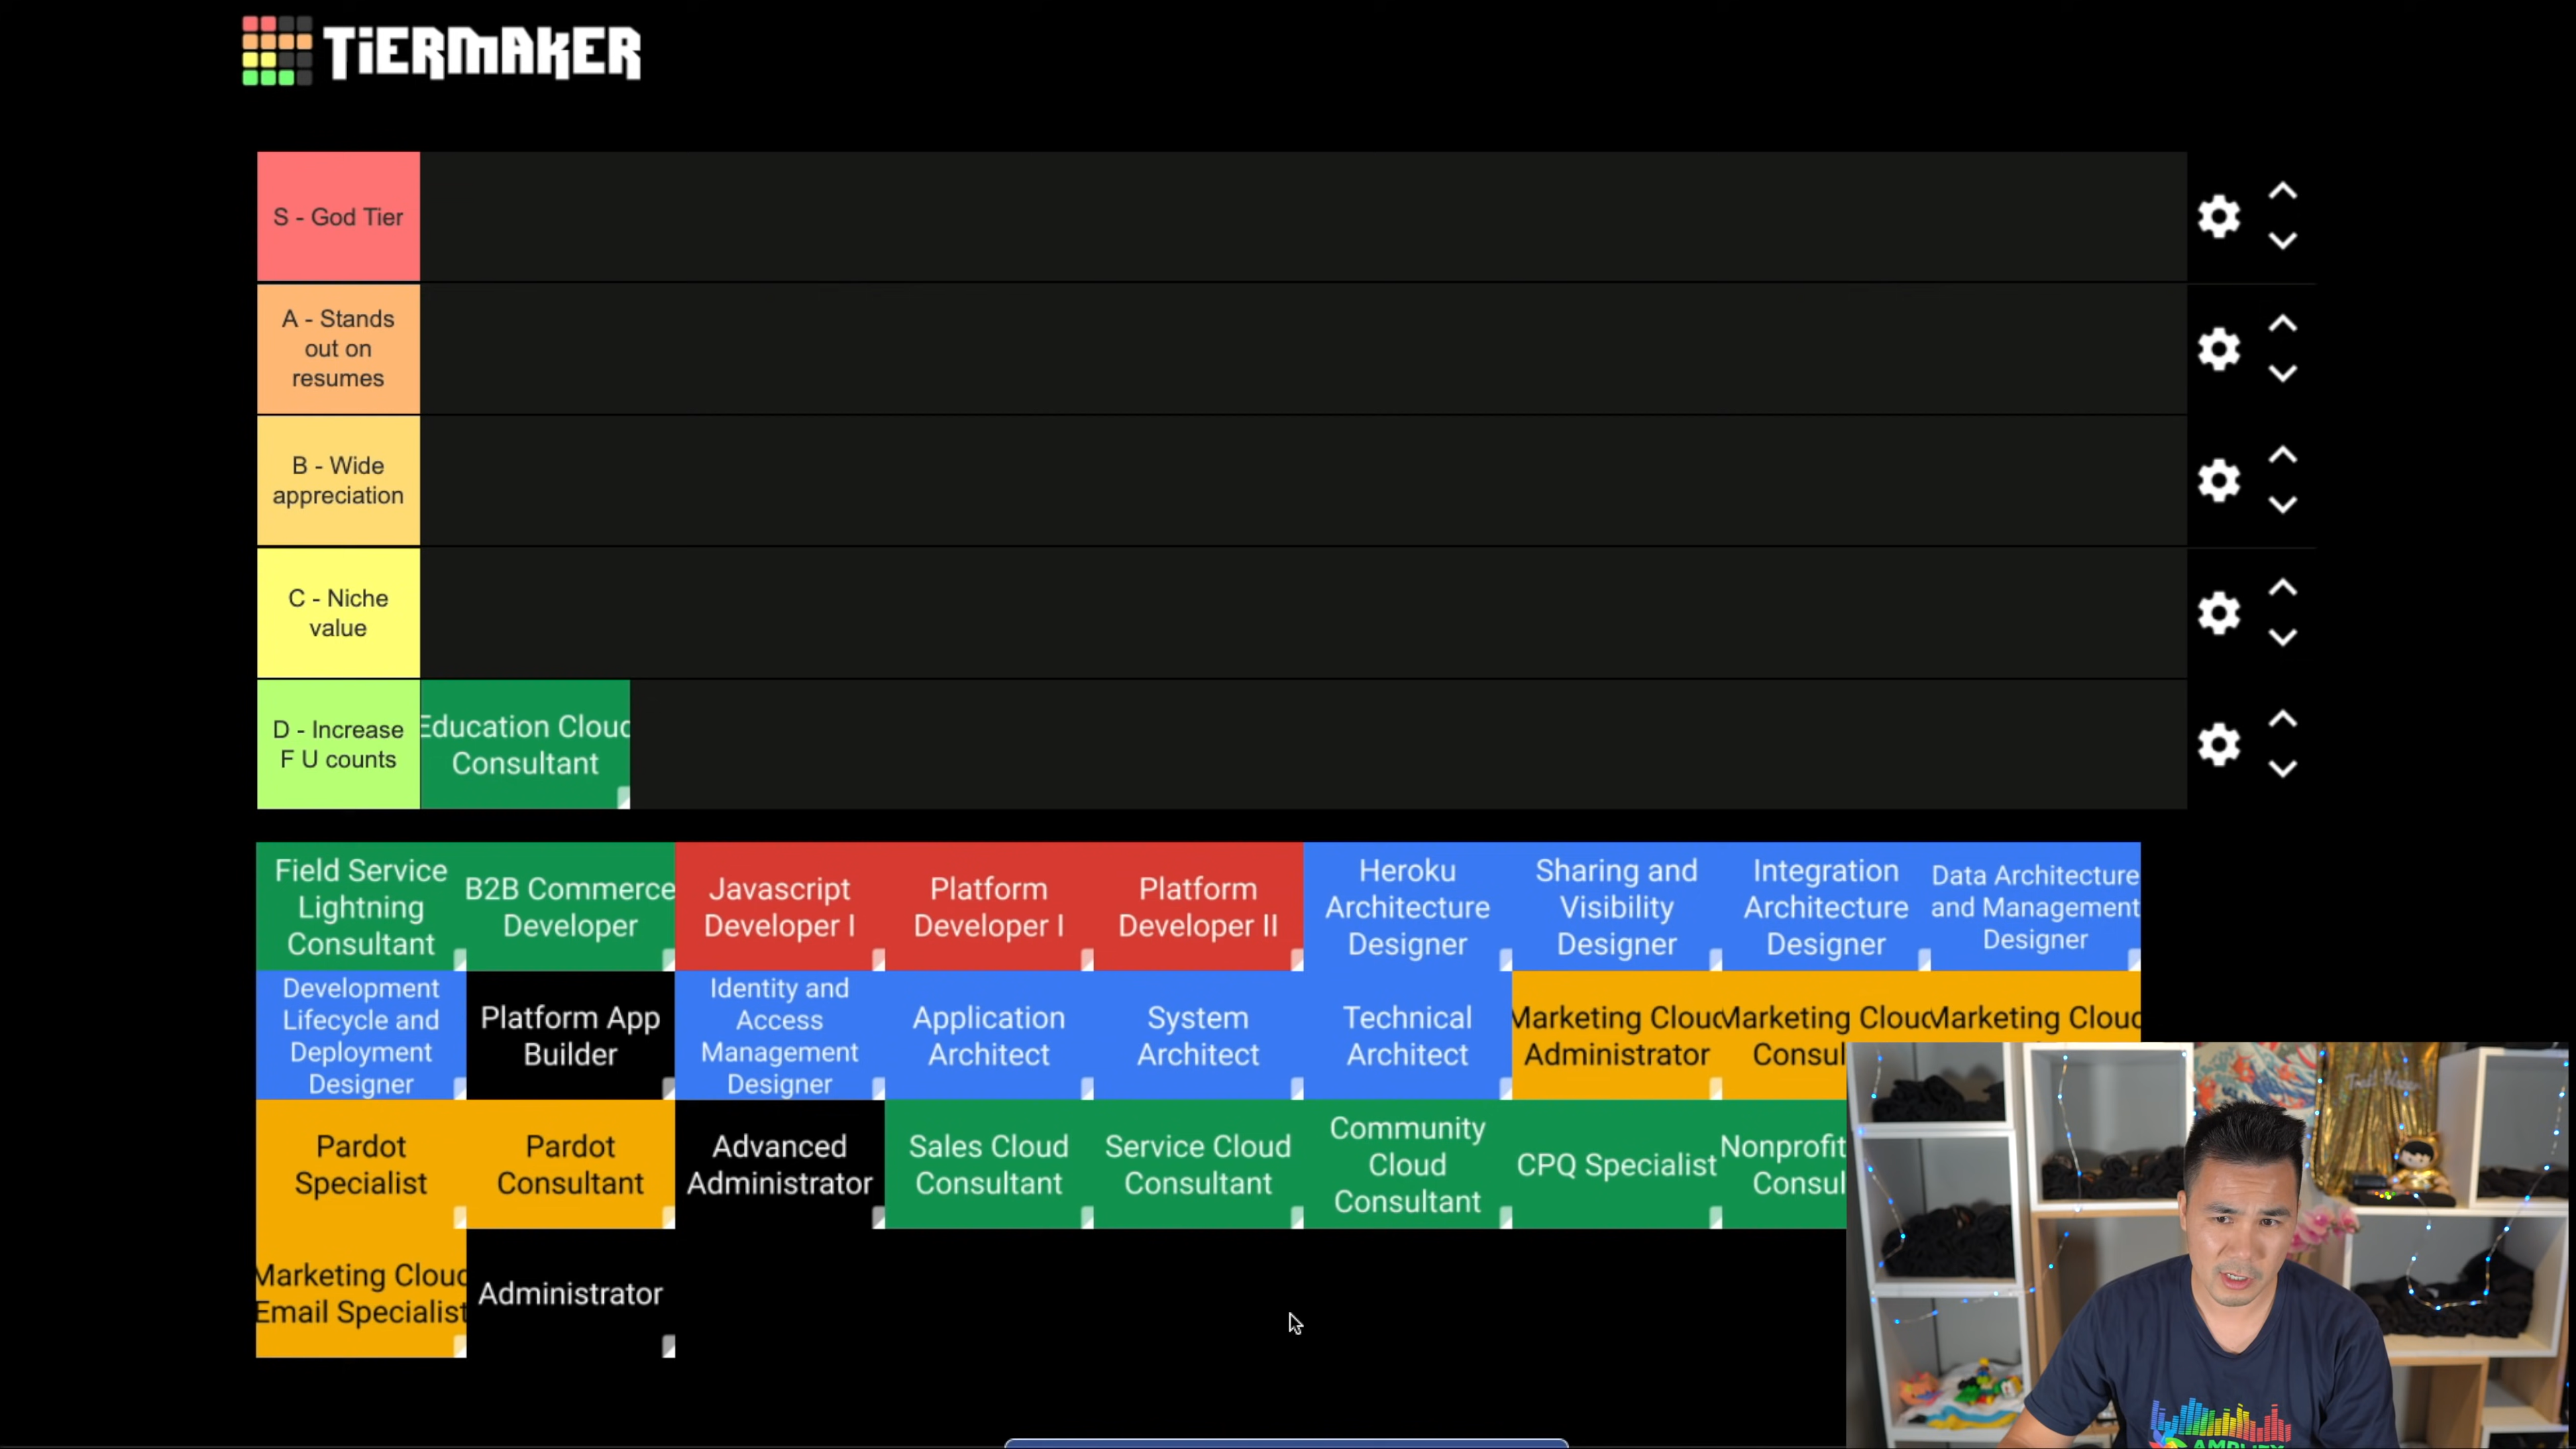 TiERMAKER
S - God Tier
A - Stands
out on
resumes
B - Wide
appreciation
C - Niche
value
D - Increase
F U counts
Education Cloud
Consultant
Field Service
Lightning
Consultant
B2B Commerce
Developer
Javascript
Developer I
Platform
Developer I
Platform
Developer II
Heroku
Architecture
Designer
Sharing and
Visibility
Designer
Integration
Architecture
Designer
Data Architecture
and Management
Designer
Development
Lifecycle and
Deployment
Designer
Platform App
Builder
Identity and
Access
Management
Designer
Application
Architect
System
Architect
Technical
Architect
Marketing Cloud
Administrator
Marketing Cloud
Consul
Marketing Cloud
Pardot
Specialist
Pardot
Consultant
Advanced
Administrator
Sales Cloud
Consultant
Service Cloud
Consultant
Community
Cloud
Consultant
CPQ Specialist
Nonprofit
Consul
Marketing Cloud
Email Specialist
Administrator
AMPLIFY